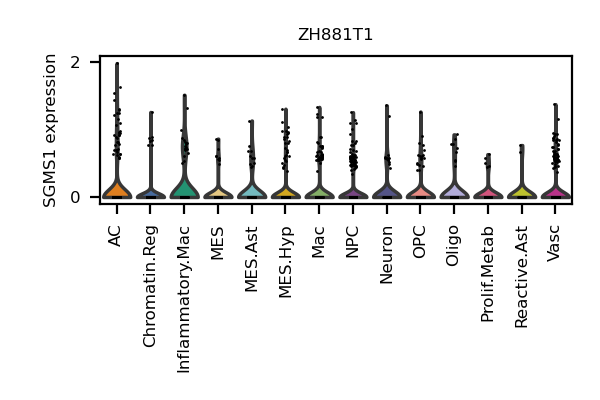 ZH881T1
SGMS1 expression
2
0
AC
Chromatin.Reg
Inflammatory.Mac
MES
MES.Ast
MES.Hyp
Mac
NPC
Neuron
OPC
Oligo
Prolif.Metab
Reactive.Ast
Vasc